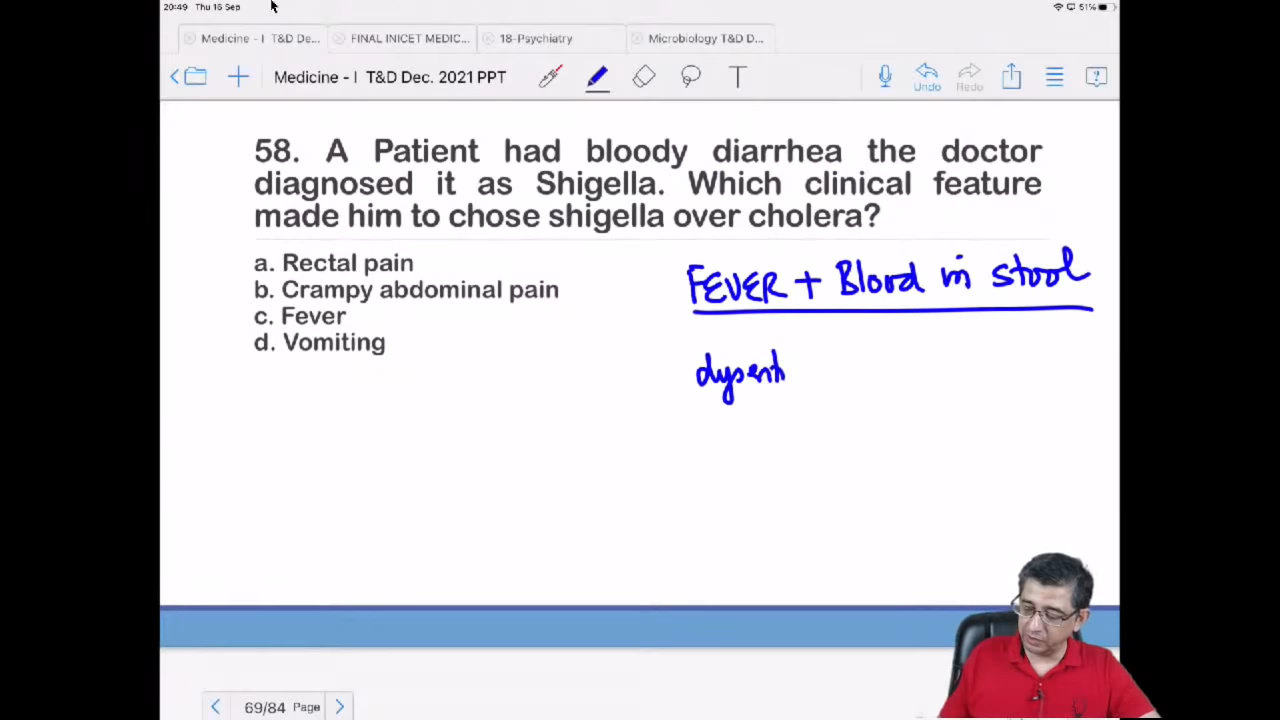 20:49 Thu 16 Sep
51%
Medicine - I T&D De...
FINAL INICET MEDIC...
18-Psychiatry
Microbiology T&D D...
Medicine - I T&D Dec. 2021 PPT
T
Undo
Redo
58. A Patient had bloody diarrhea the doctor
diagnosed it as Shigella. Which clinical feature
made him to chose shigella over cholera?
a. Rectal pain
b. Crampy abdominal pain
c. Fever
d. Vomiting
FEVER + Blood in stool
dysent
69/84 Page